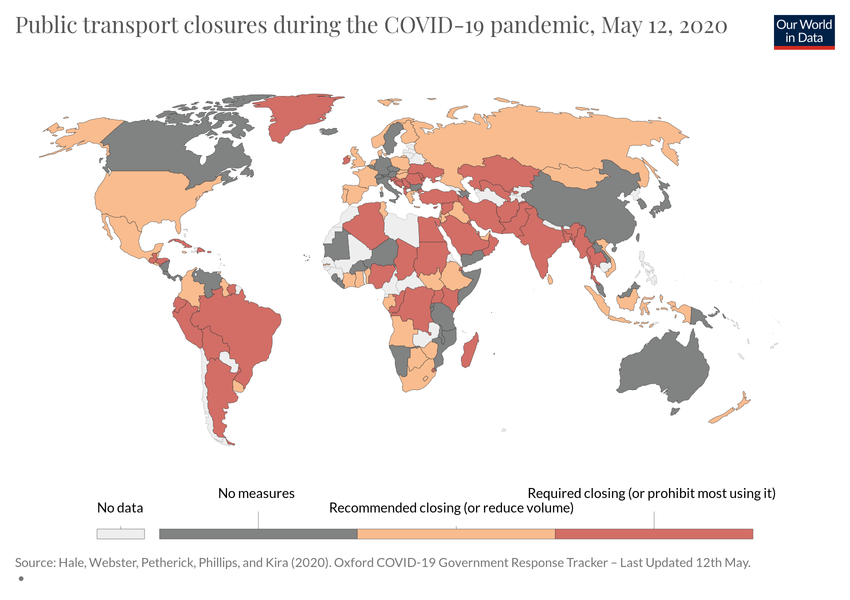 Public transport closures during the COVID-19 pandemic, May 12, 2020
Our World
in Data
No data
No measures
Recommended closing (or reduce volume)
Required closing (or prohibit most using it)
Source: Hale, Webster, Petherick, Phillips, and Kira (2020). Oxford COVID-19 Government Response Tracker – Last Updated 12th May.